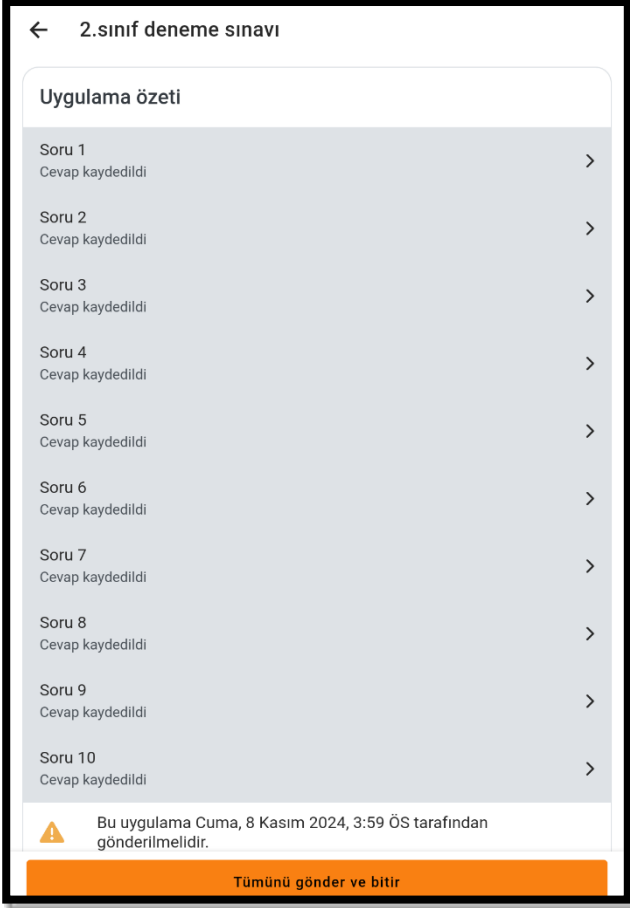 2.sınıf deneme sınavı
Uygulama özeti
Soru 1
Cevap kaydedildi
Soru 2
Cevap kaydedildi
Soru 3
Cevap kaydedildi
Soru 4
Cevap kaydedildi
Soru 5
Cevap kaydedildi
Soru 6
Cevap kaydedildi
Soru 7
Cevap kaydedildi
Soru 8
Cevap kaydedildi
Soru 9
Cevap kaydedildi
Soru 10
Cevap kaydedildi
Bu uygulama Cuma, 8 Kasım 2024, 3:59 ÖS tarafından
gönderilmelidir.
Tümünü gönder ve bitir